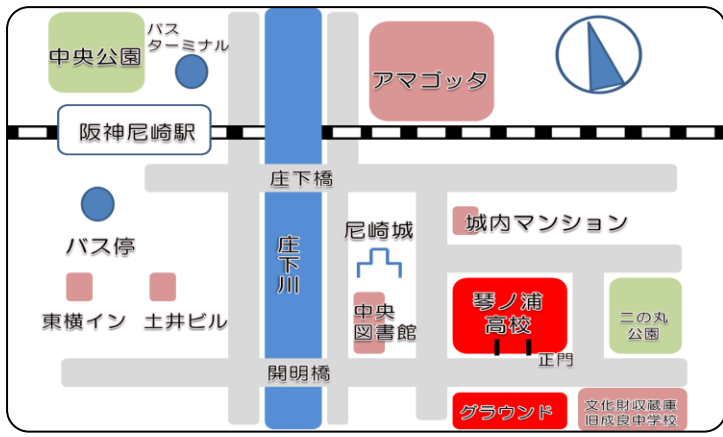 バス
ターミナル
中央公園
アマゴッタ
阪神尼崎駅
庄下橋
尼崎城
城内マンション
バス停
庄下川
東横イン
土井ビル
中央
図書館
琴ノ浦
高校
二の丸
公園
正門
開明橋
グラウンド
文化財収蔵庫
旧成良中学校